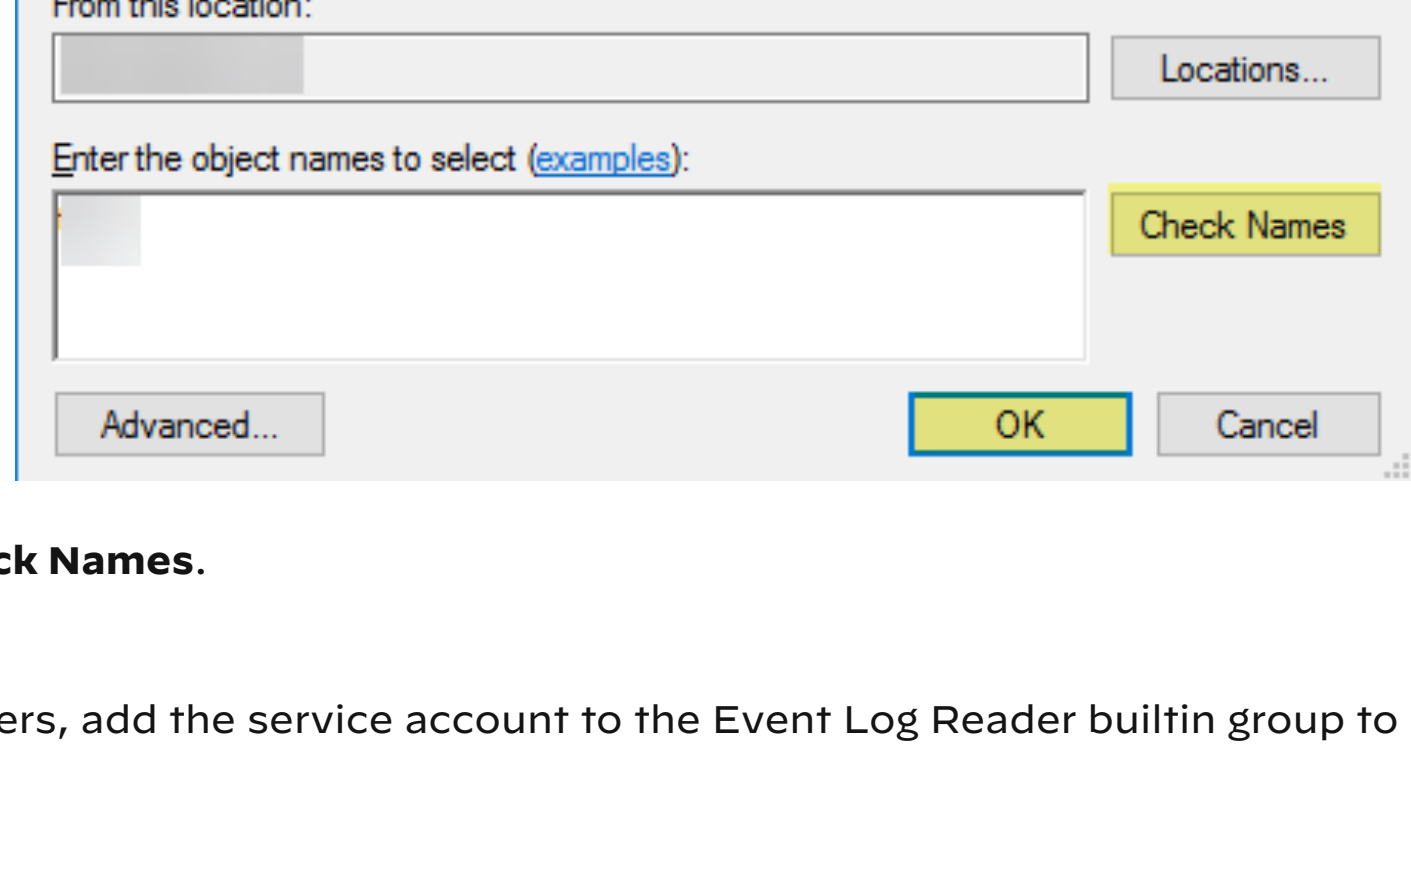 From this location:
Locations...
Enter the object names to select (examples):
Check Names
Advanced...
OK
Cancel
ck Names.
ers, add the service account to the Event Log Reader builtin group to